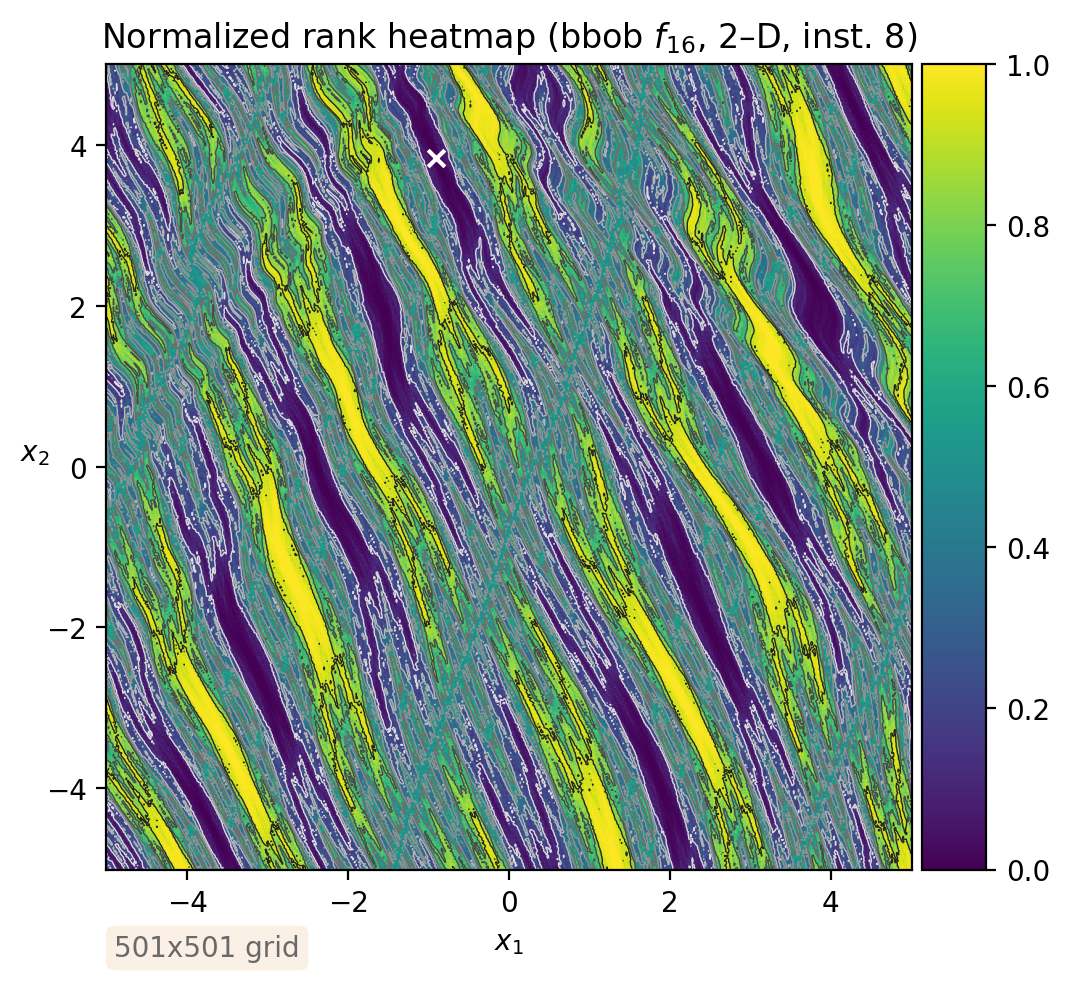 Normalized rank heatmap (bbob f16, 2–D, inst. 8)
1.0
0.8
0.6
0.4
0.2
0.0
4
2
0
−2
−4
x2
−4 −2 0 2 4
x1
501x501 grid